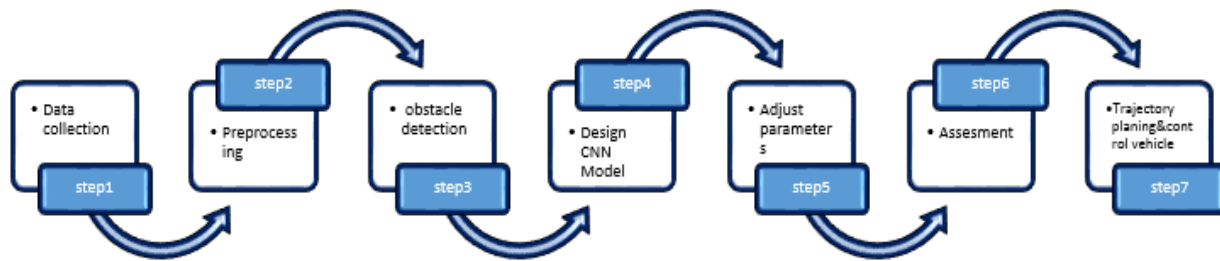 • Data
collection
step1
step2
• Preprocess
ing
• obstacle
detection
step3
step4
• Design
CNN
Model
• Adjust
parameter
s
step5
step6
• Assesment
•Trajectory
planing&cont
rol vehicle
step7